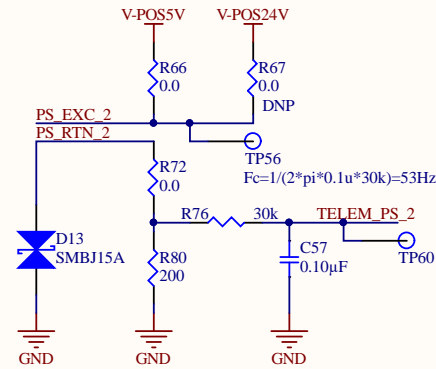 V-POS5V
V-POS24V
R66
0.0
R67
0.0
DNP
PS_EXC_2
PS_RTN_2
TP56
Fc=1/(2*pi*0.1u*30k)=53Hz
R72
0.0
R76
30k
TELEM_PS_2
D13
SMBJ15A
R80
200
C57
0.10µF
TP60
GND
GND
GND